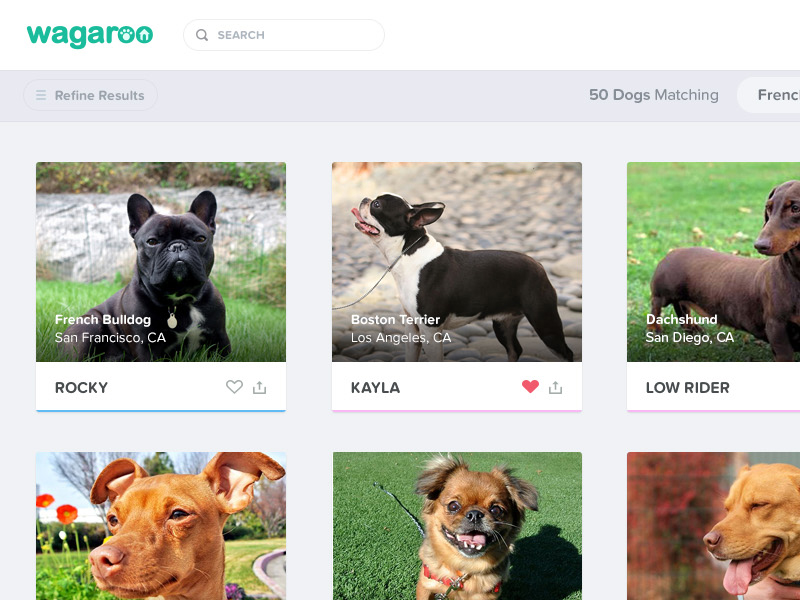 wagaroo
SEARCH
Refine Results
50 Dogs Matching
French Bulldog
San Francisco, CA
ROCKY
Boston Terrier
Los Angeles, CA
KAYLA
Dachshund
San Diego, CA
LOW RIDER